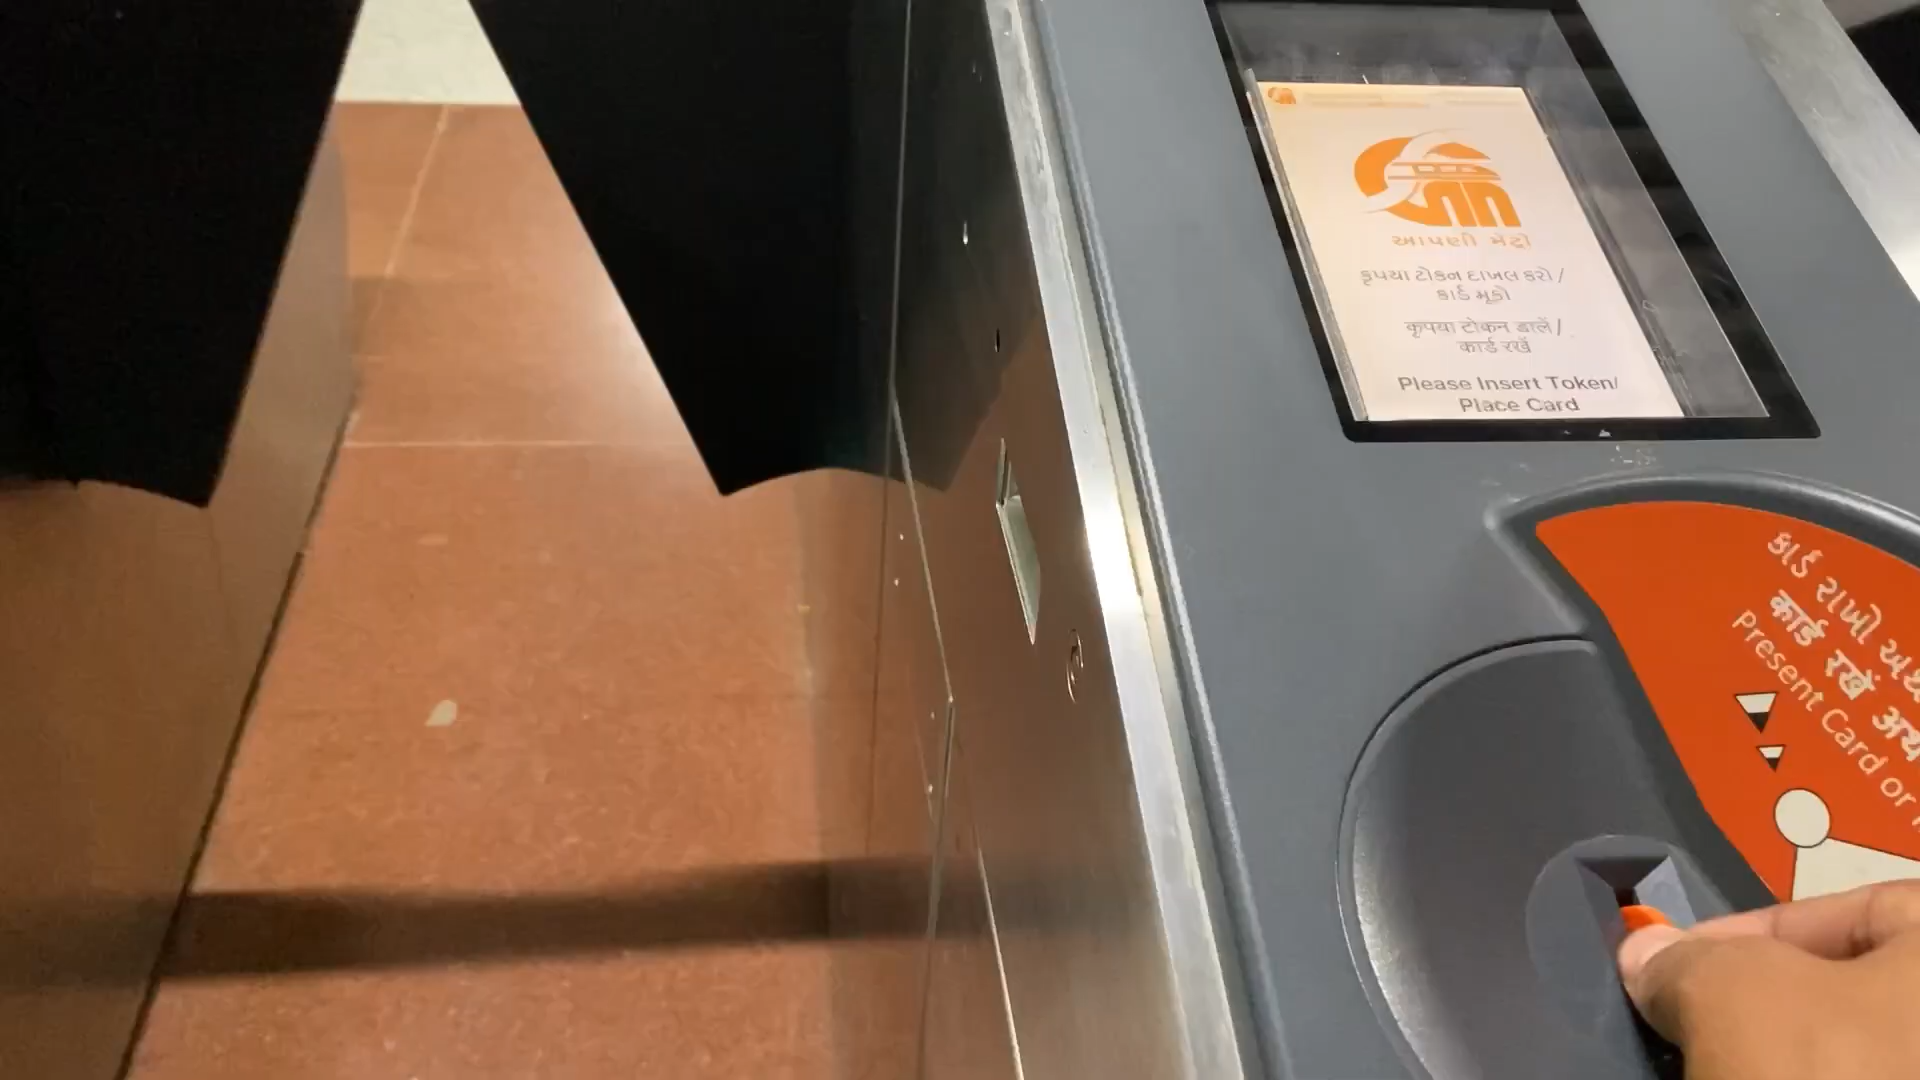 આપણી મેટ્રો
કૃપયા ટોકન દાખલ કરો /
કાર્ડ મૂકો
कृपया टोकन डालें /
कार्ड रखें
Please Insert Token/
Place Card
કાર્ડ રાખો
कार्ड रखें
Present Card or